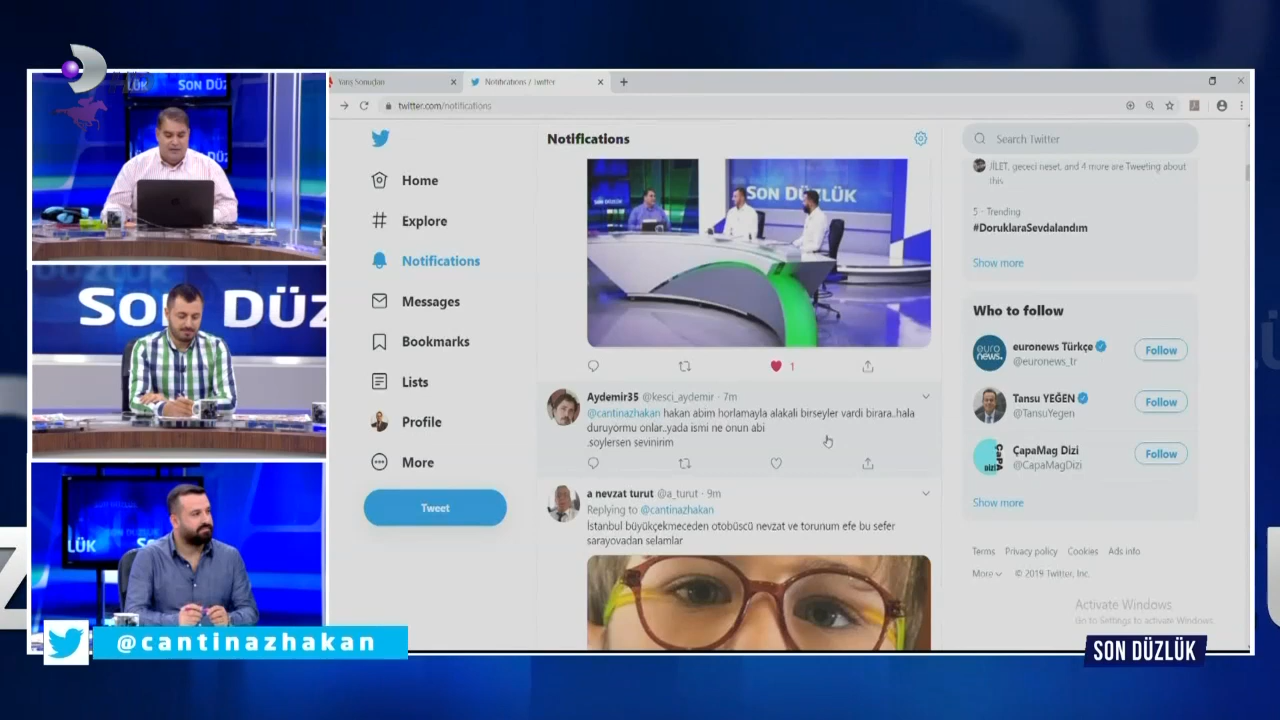 LÜK
SON DÜZ
SON DÜZ
LÜK
@cantinazhakan
Yarış Sonuçları
Notifications / Twitter
twitter.com/notifications
Home
Explore
Notifications
Messages
Bookmarks
Lists
Profile
More
Tweet
Notifications
SON DÜZLÜK
1
Aydemir35 @kesci_aydemir · 7m
@cantinazhakan hakan abim horlamayla alakali birseyler vardi birara..hala
duruyormu onlar..yada ismi ne onun abi
.soylersen sevinirim
a nevzat turut @a_turut · 9m
Replying to @cantinazhakan
İstanbul büyükçekmeceden otobüscü nevzat ve torunum efe bu sefer
sarayovadan selamlar
Search Twitter
JİLET, gececi neset, and 4 more are Tweeting about
this
5 · Trending
#DoruklaraSevdalandım
Show more
Who to follow
euro
news.
euronews Türkçe
@euronews_tr
Follow
Tansu YEĞEN
@TansuYegen
Follow
ÇAPA
DİZİ
ÇapaMag Dizi
@CapaMagDizi
Follow
Show more
Terms Privacy policy Cookies Ads info
More © 2019 Twitter, Inc.
Activate Windows
Go to Settings to activate Windows.
SON DÜZLÜK